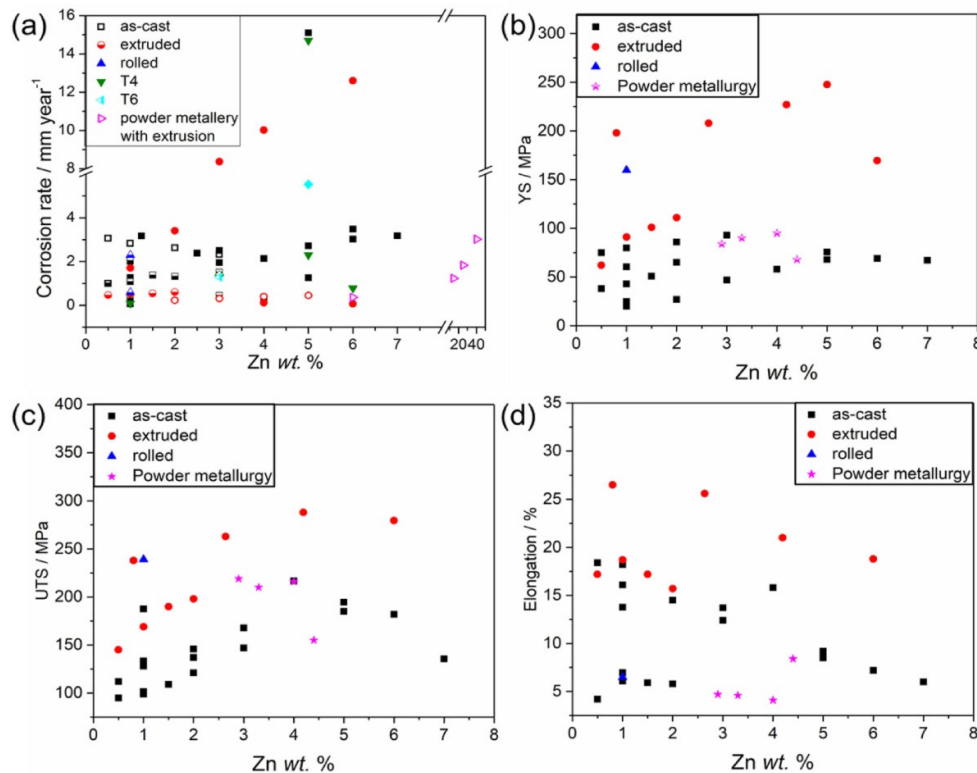 (a)
16
14
12
10
8
6
4
2
0
Corrosion rate / mm year⁻¹
as-cast
extruded
rolled
T4
T6
powder metallery
with extrusion
0 1 2 3 4 5 6 7 2040
Zn wt. %
(b)
300
250
200
150
100
50
0
YS / MPa
as-cast
extruded
rolled
Powder metallurgy
0 1 2 3 4 5 6 7 8
Zn wt. %
(c)
400
350
300
250
200
150
100
UTS / MPa
as-cast
extruded
rolled
Powder metallurgy
0 1 2 3 4 5 6 7 8
Zn wt. %
(d)
35
30
25
20
15
10
5
Elongation / %
as-cast
extruded
rolled
Powder metallurgy
0 1 2 3 4 5 6 7 8
Zn wt. %